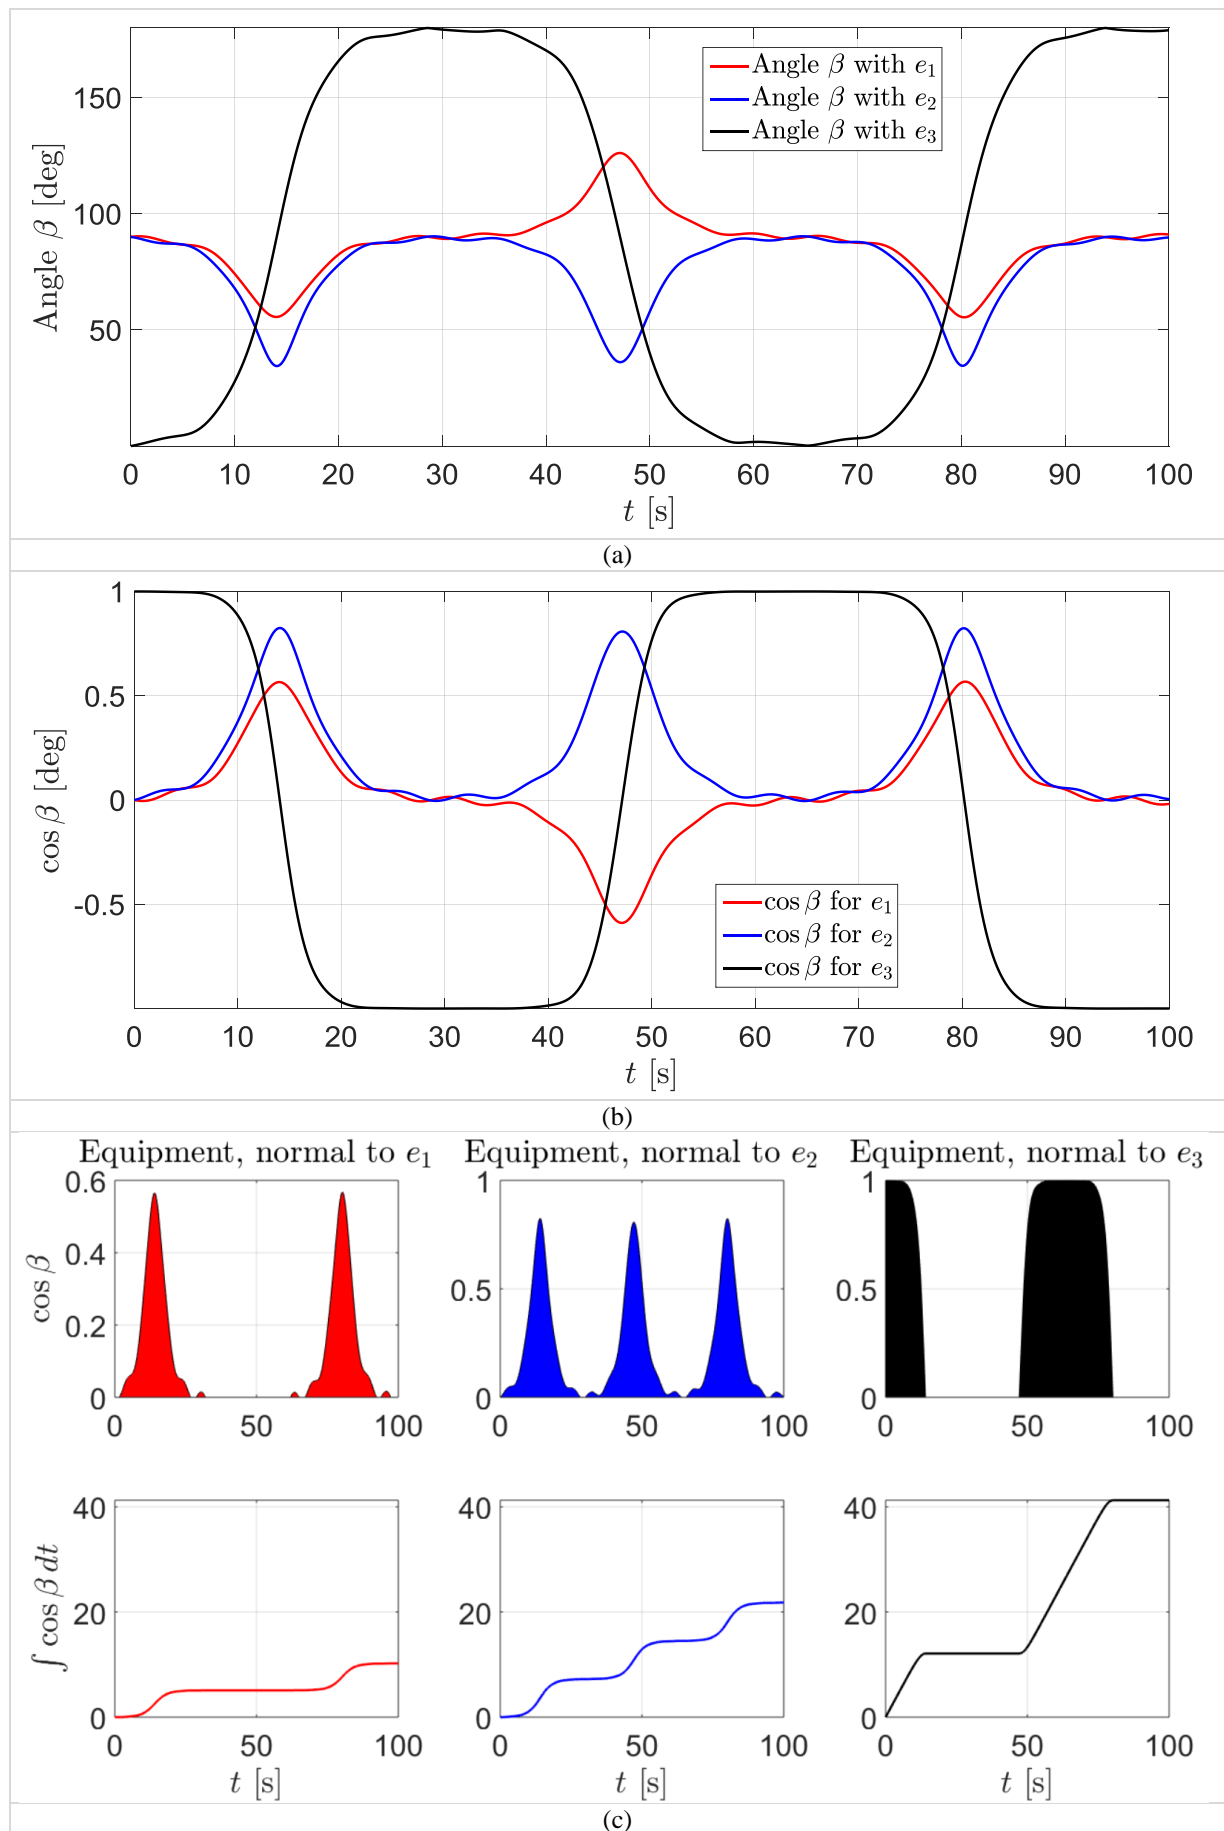 150
100
50
Angle β [deg]
Angle β with e₁
Angle β with e₂
Angle β with e₃
0 10 20 30 40 50 60 70 80 90 100
t [s]
(a)
1
0.5
0
-0.5
cos β [deg]
cos β for e₁
cos β for e₂
cos β for e₃
0 10 20 30 40 50 60 70 80 90 100
t [s]
(b)
Equipment, normal to e₁ Equipment, normal to e₂ Equipment, normal to e₃
0.6 1 1
0.4
0.5 0.5
0.2
0 0 0
cos β
0 50 100 0 50 100 0 50 100
40 40 40
20 20 20
0 0 0
∫ cos β dt
0 50 100 0 50 100 0 50 100
t [s] t [s] t [s]
(c)